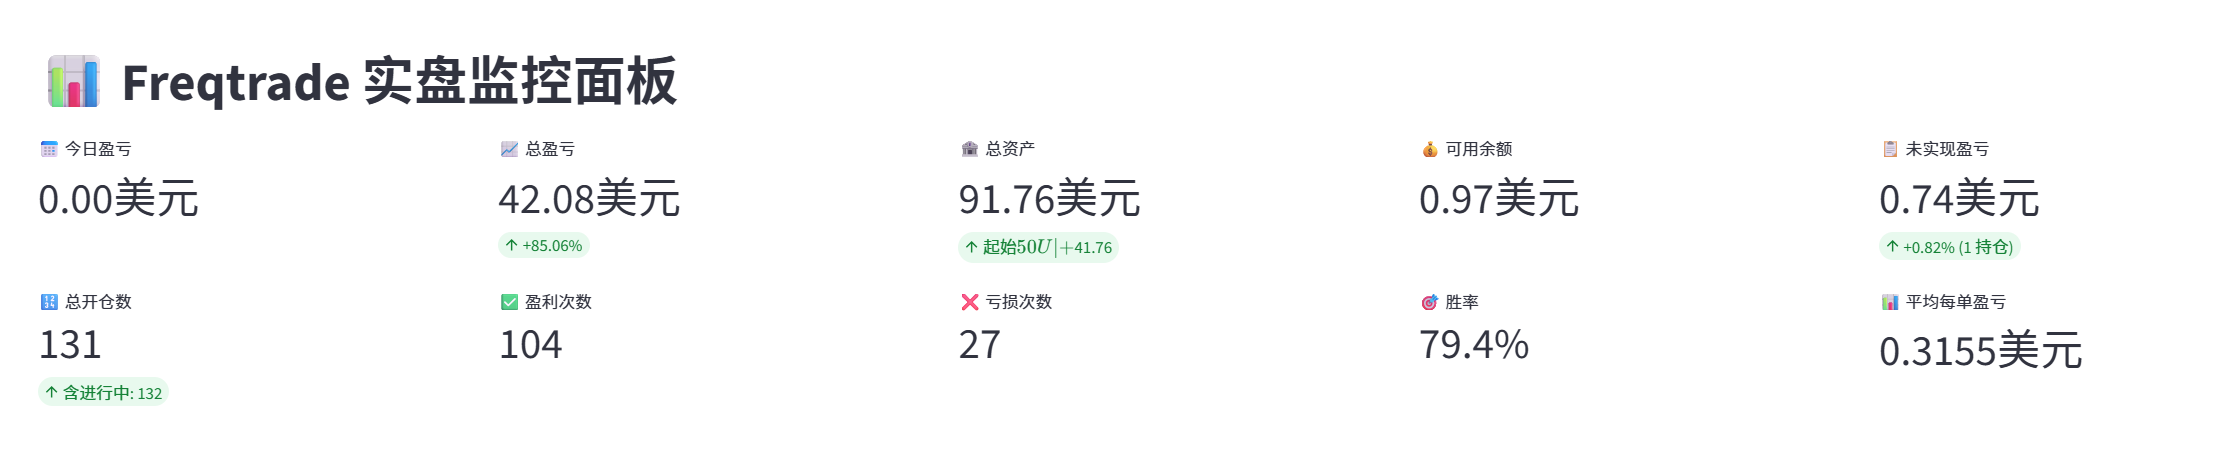 Freqtrade 实盘监控面板
今日盈亏
总盈亏
总资产
可用余额
未实现盈亏
0.00美元
42.08美元
91.76美元
0.97美元
0.74美元
↑ +85.06%
↑ 起始50U|+41.76
↑ +0.82% (1 持仓)
总开仓数
盈利次数
亏损次数
胜率
平均每单盈亏
131
104
27
79.4%
0.3155美元
↑ 含进行中: 132